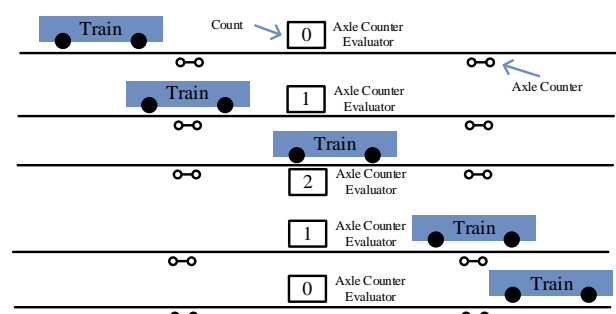 Train
Count
0
Axle Counter
Evaluator
Axle Counter
Train
1
Axle Counter
Evaluator
Train
2
Axle Counter
Evaluator
1
Axle Counter
Evaluator
Train
0
Axle Counter
Evaluator
Train